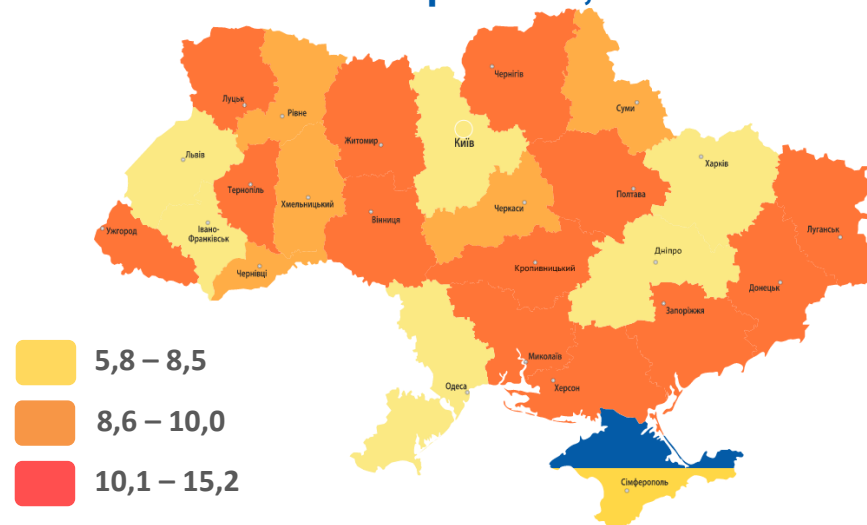 Чернігів
Луцьк
Рівне
Суми
Житомир
Київ
Львів
Харків
Тернопіль
Хмельницький
Полтава
Івано-
Франківськ
Вінниця
Черкаси
Ужгород
Луганськ
Чернівці
Кропивницький
Дніпро
Донецьк
Запоріжжя
Миколаїв
Одеса
Херсон
Сімферополь
5,8 – 8,5
8,6 – 10,0
10,1 – 15,2